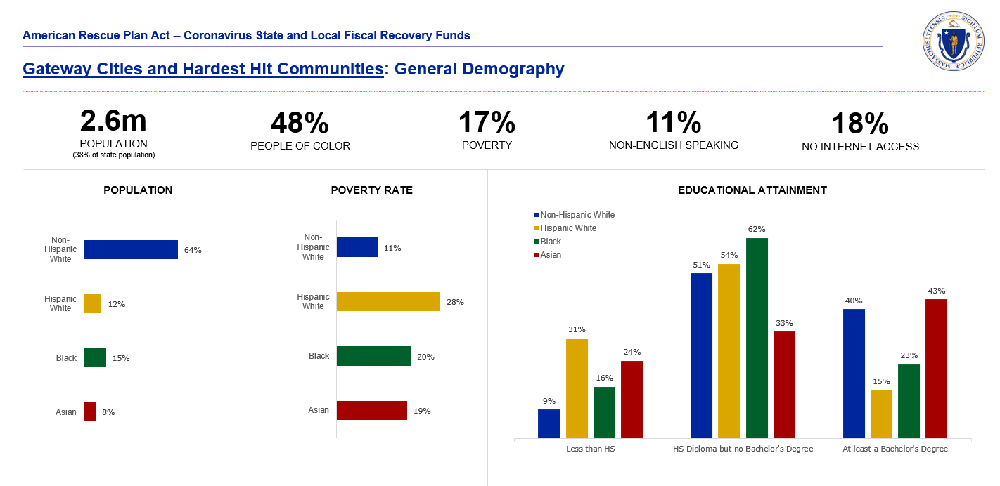 American Rescue Plan Act -- Coronavirus State and Local Fiscal Recovery Funds
Gateway Cities and Hardest Hit Communities: General Demography
SIGILLUM REIPUBLICÆ MASSACHUSETTENSIS
2.6m
POPULATION
(38% of state population)
48%
PEOPLE OF COLOR
17%
POVERTY
11%
NON-ENGLISH SPEAKING
18%
NO INTERNET ACCESS
POPULATION
Non-
Hispanic
White
64%
Hispanic
White
12%
Black
15%
Asian
8%
POVERTY RATE
Non-
Hispanic
White
11%
Hispanic
White
28%
Black
20%
Asian
19%
EDUCATIONAL ATTAINMENT
Non-Hispanic White
Hispanic White
Black
Asian
9%
31%
16%
24%
51%
54%
62%
33%
40%
15%
23%
43%
Less than HS
HS Diploma but no Bachelor's Degree
At least a Bachelor's Degree